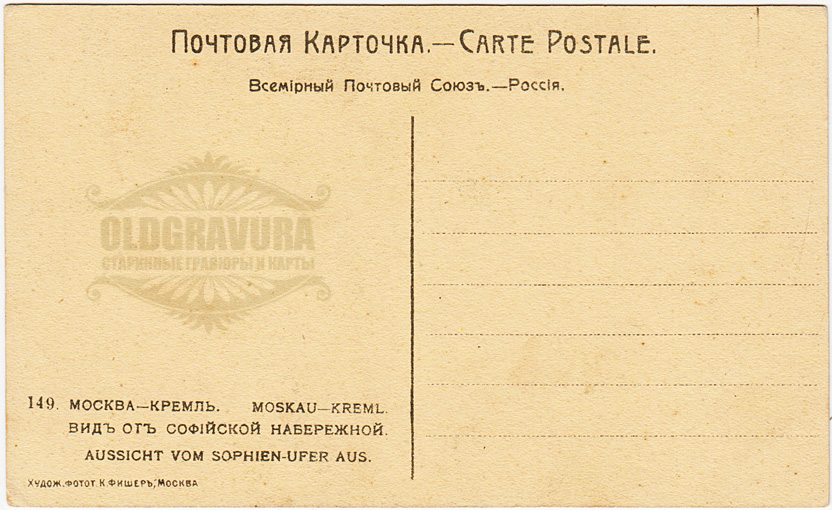 ПОЧТОВАЯ КАРТОЧКА.—CARTE POSTALE.
Всемірный Почтовый Союзъ.—Россія.
OLDGRAVURA
СТАРИННЫЕ ГРАВЮРЫ И КАРТЫ
149. МОСКВА—КРЕМЛЬ. MOSKAU—KREML.
ВИДЪ ОТЪ СОФІЙСКОЙ НАБЕРЕЖНОЙ.
AUSSICHT VOM SOPHIEN-UFER AUS.
ХУДОЖ.ФОТОТ.К.ФИШЕРЪ,МОСКВА